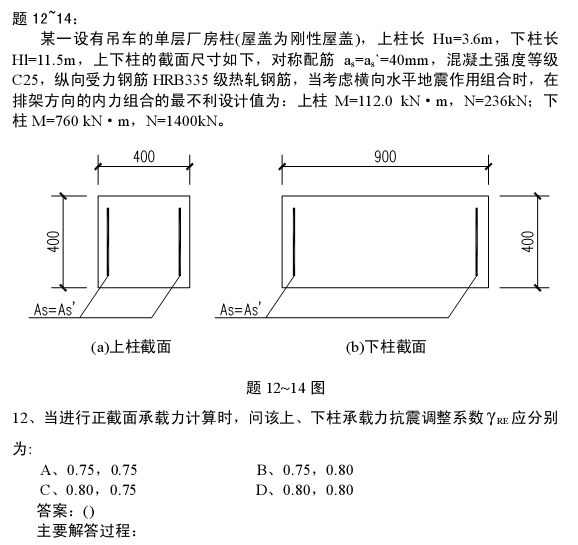 题 12~14:
某一设有吊车的单层厂房柱(屋盖为刚性屋盖)，上柱长 Hu=3.6m，下柱长
Hl=11.5m，上下柱的截面尺寸如下，对称配筋 as=as`=40mm，混凝土强度等级
C25，纵向受力钢筋 HRB335 级热轧钢筋，当考虑横向水平地震作用组合时，在
排架方向的内力组合的最不利设计值为：上柱 M=112.0 kN·m，N=236kN；下
柱 M=760 kN·m，N=1400kN。
400
900
400
400
As=As'
As=As'
(a)上柱截面
(b)下柱截面
题 12~14 图
12、当进行正截面承载力计算时，问该上、下柱承载力抗震调整系数 γRE 应分别
为:
A、0.75，0.75
B、0.75，0.80
C、0.80，0.75
D、0.80，0.80
答案：()
主要解答过程：